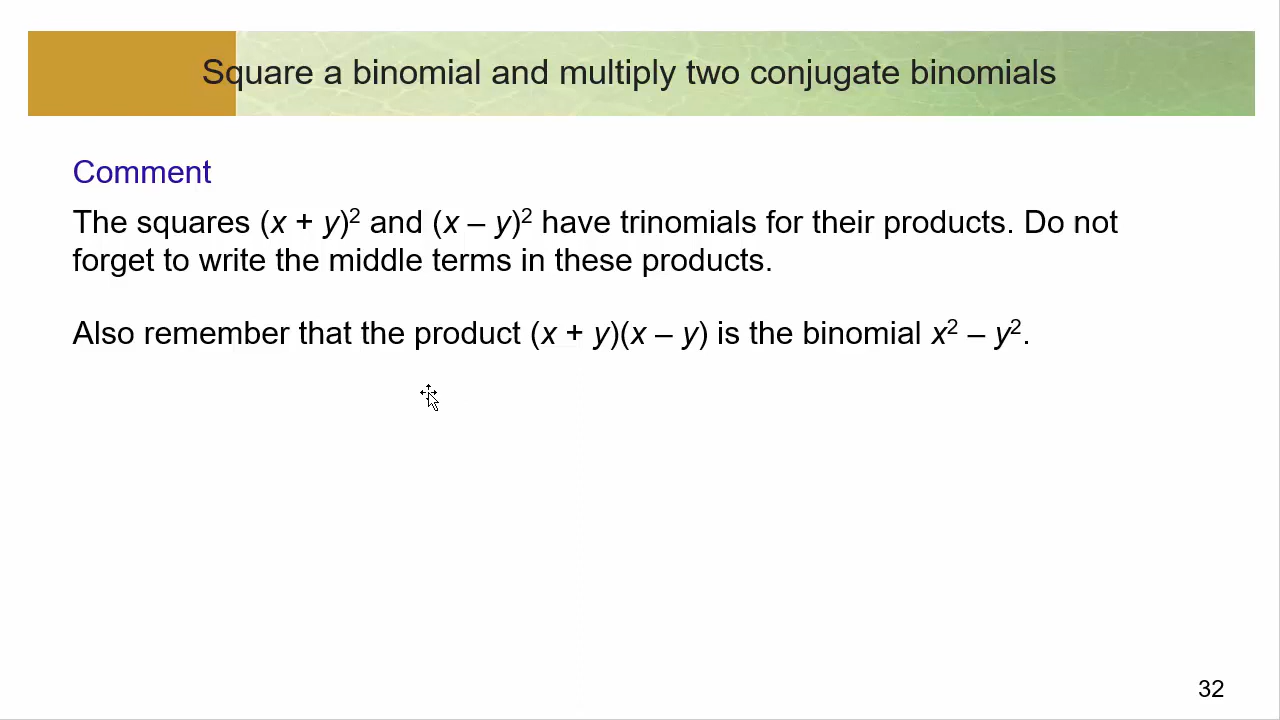 Square a binomial and multiply two conjugate binomials
Comment
The squares (x + y)² and (x – y)² have trinomials for their products. Do not
forget to write the middle terms in these products.
Also remember that the product (x + y)(x – y) is the binomial x² – y².
32